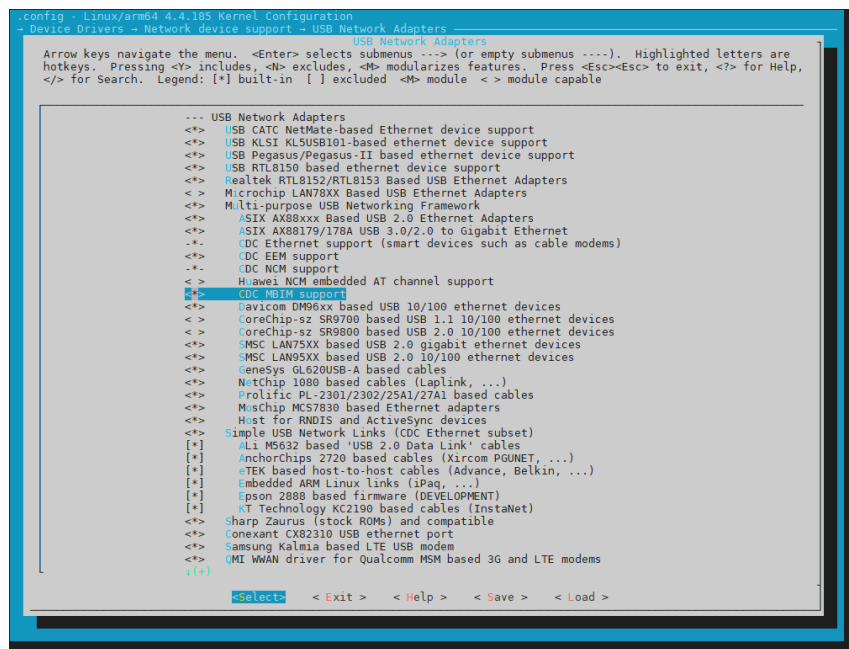 .config - Linux/arm64 4.4.185 Kernel Configuration
→ Device Drivers → Network device support → USB Network Adapters
USB Network Adapters
Arrow keys navigate the menu.  <Enter> selects submenus ---> (or empty submenus ----).  Highlighted letters are
hotkeys.  Pressing <Y> includes, <N> excludes, <M> modularizes features.  Press <Esc><Esc> to exit, <?> for Help,
</> for Search.  Legend: [*] built-in  [ ] excluded  <M> module  < > module capable
--- USB Network Adapters
<*>   USB CATC NetMate-based Ethernet device support
<*>   USB KLSI KL5USB101-based ethernet device support
<*>   USB Pegasus/Pegasus-II based ethernet device support
<*>   USB RTL8150 based ethernet device support
<*>   Realtek RTL8152/RTL8153 Based USB Ethernet Adapters
< >   Microchip LAN78XX Based USB Ethernet Adapters
<*>   Multi-purpose USB Networking Framework
<*>     ASIX AX88xxx Based USB 2.0 Ethernet Adapters
<*>     ASIX AX88179/178A USB 3.0/2.0 to Gigabit Ethernet
-*-     CDC Ethernet support (smart devices such as cable modems)
<*>     CDC EEM support
-*-     CDC NCM support
< >     Huawei NCM embedded AT channel support
<*>     CDC MBIM support
<*>     Davicom DM96xx based USB 10/100 ethernet devices
< >     CoreChip-sz SR9700 based USB 1.1 10/100 ethernet devices
< >     CoreChip-sz SR9800 based USB 2.0 10/100 ethernet devices
<*>     SMSC LAN75XX based USB 2.0 gigabit ethernet devices
<*>     SMSC LAN95XX based USB 2.0 10/100 ethernet devices
<*>     GeneSys GL620USB-A based cables
<*>     NetChip 1080 based cables (Laplink, ...)
<*>     Prolific PL-2301/2302/25A1/27A1 based cables
<*>     MosChip MCS7830 based Ethernet adapters
<*>     Host for RNDIS and ActiveSync devices
<*>   Simple USB Network Links (CDC Ethernet subset)
[*]     ALi M5632 based 'USB 2.0 Data Link' cables
[*]     AnchorChips 2720 based cables (Xircom PGUNET, ...)
[*]     eTEK based host-to-host cables (Advance, Belkin, ...)
[*]     Embedded ARM Linux links (iPaq, ...)
[*]     Epson 2888 based firmware (DEVELOPMENT)
[*]     KT Technology KC2190 based cables (InstaNet)
<*>   Sharp Zaurus (stock ROMs) and compatible
<*>   Conexant CX82310 USB ethernet port
<*>   Samsung Kalmia based LTE USB modem
<*>   QMI WWAN driver for Qualcomm MSM based 3G and LTE modems
↓(+)
<Select>    < Exit >    < Help >    < Save >    < Load >